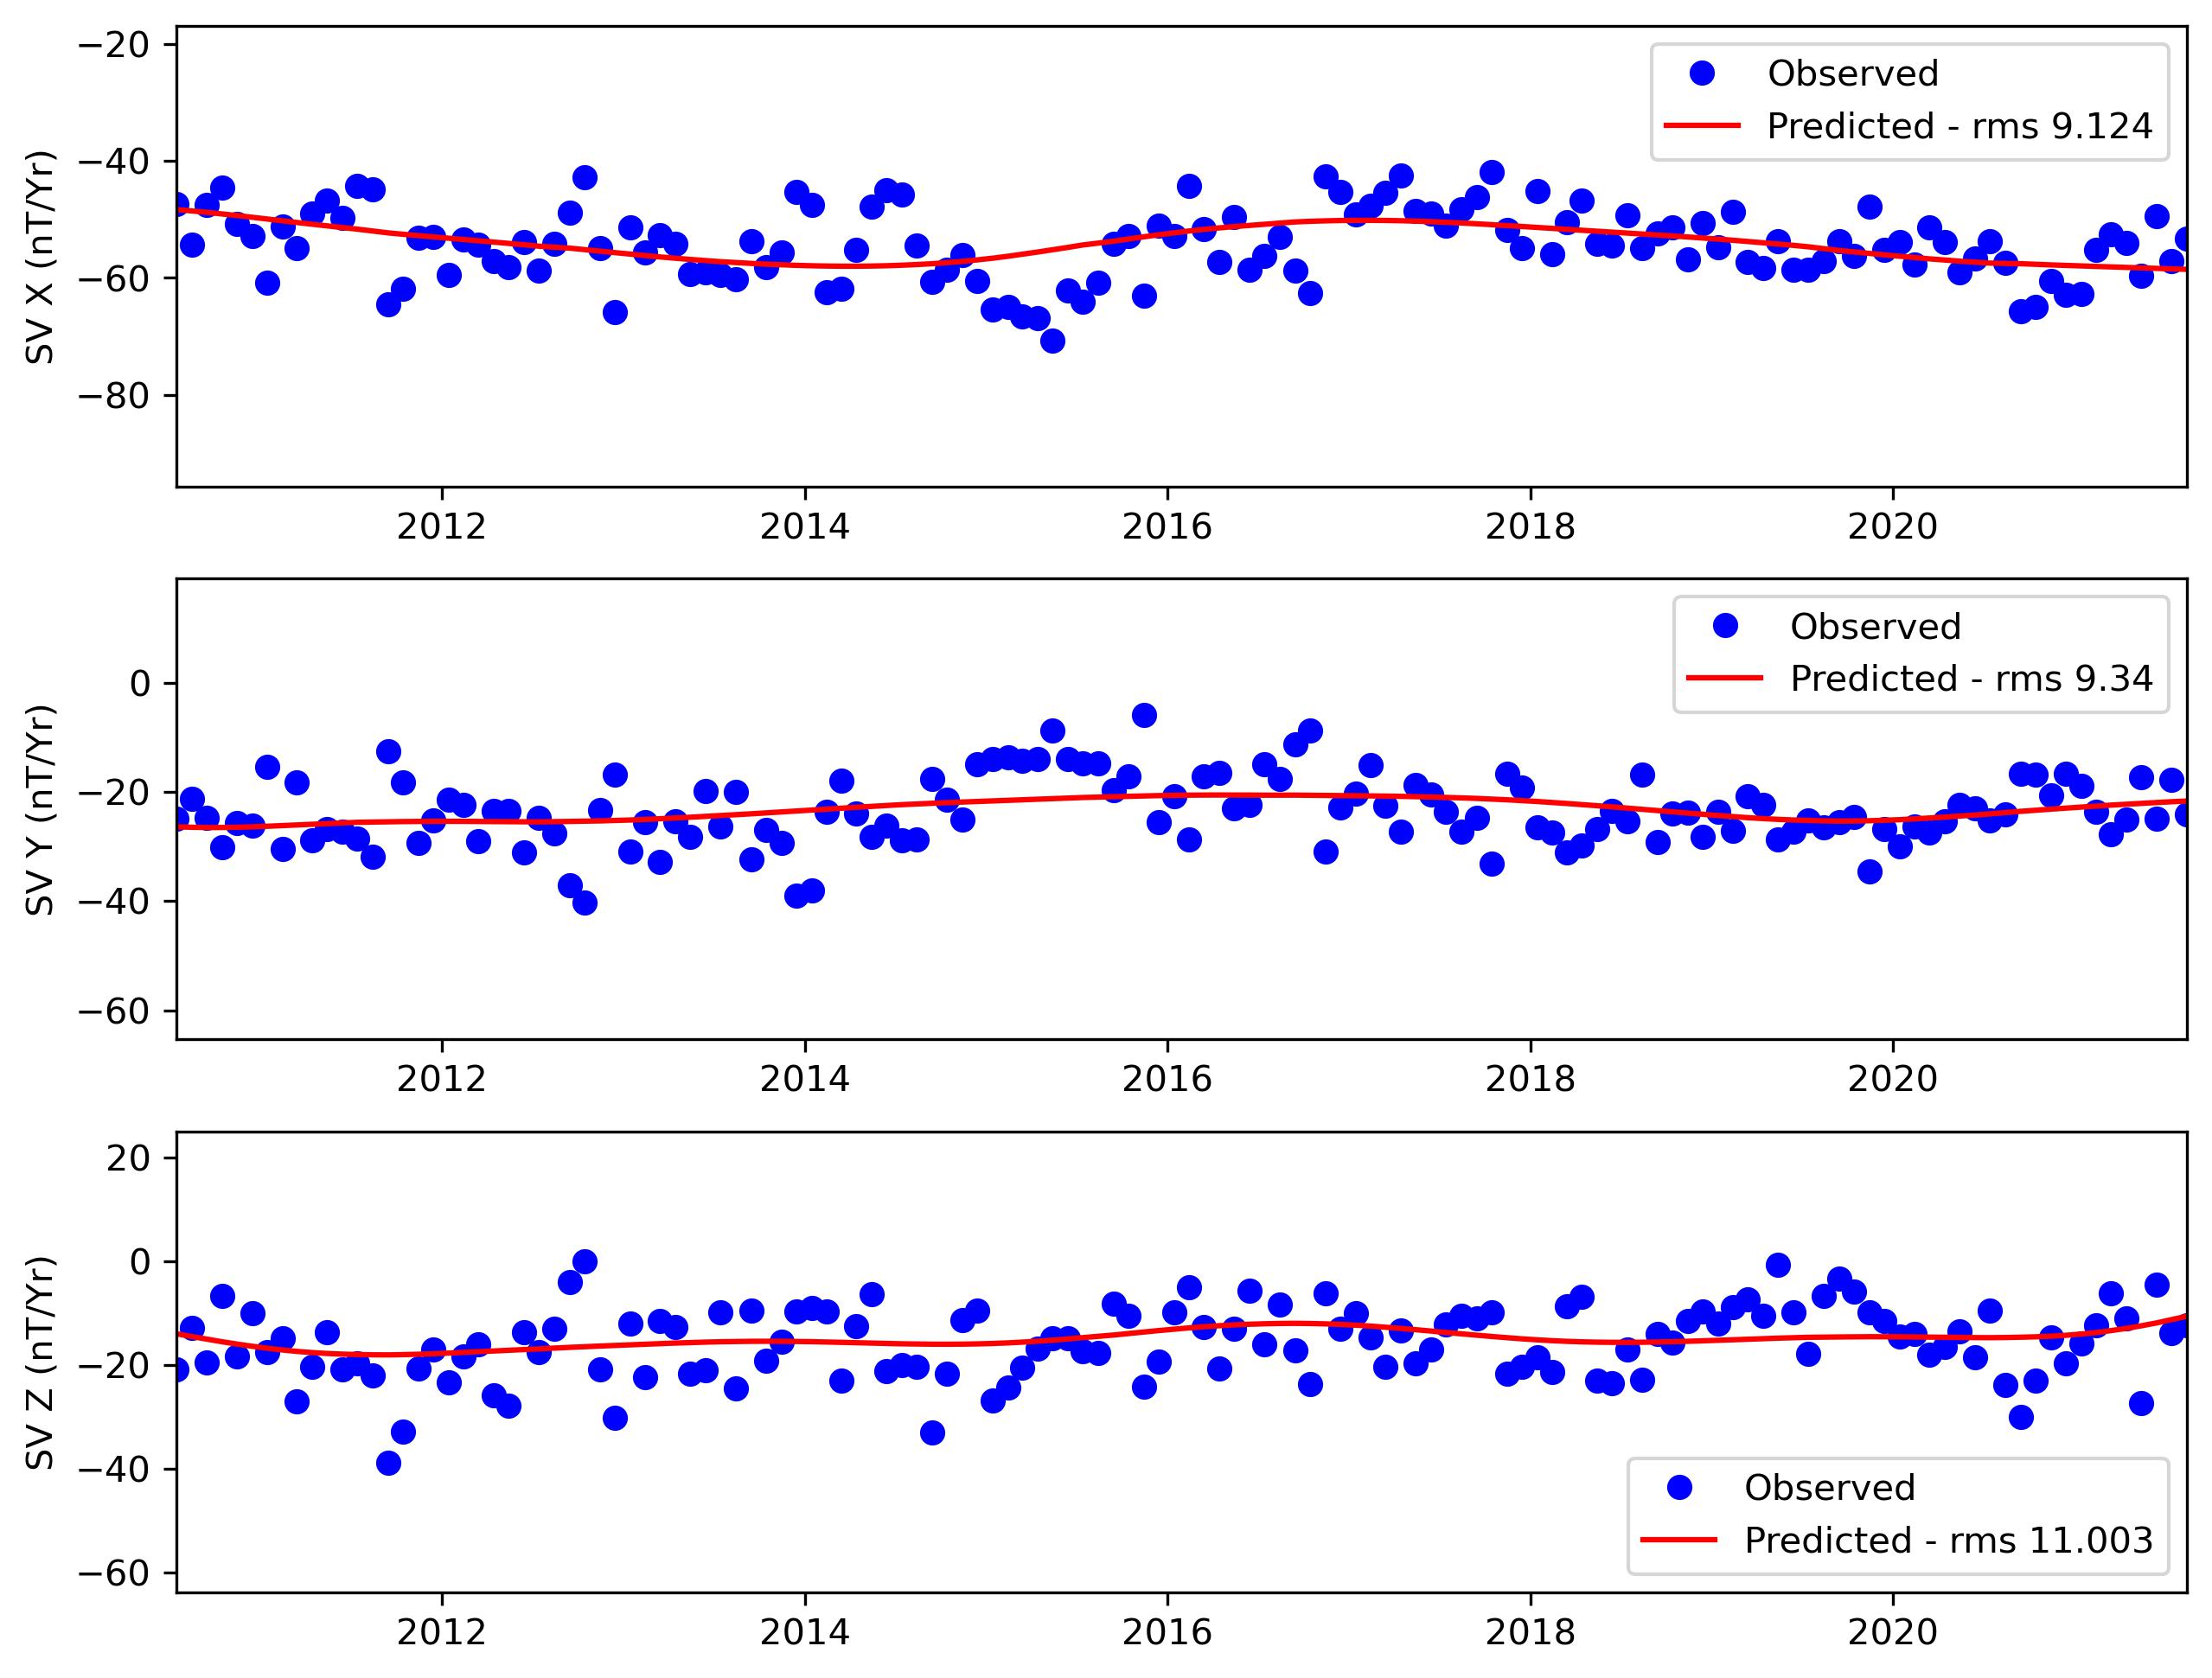 −20
−40
−60
−80
SV X (nT/Yr)
Observed
Predicted - rms 9.124
2012 2014 2016 2018 2020
0
−20
−40
−60
SV Y (nT/Yr)
Observed
Predicted - rms 9.34
2012 2014 2016 2018 2020
20
0
−20
−40
−60
SV Z (nT/Yr)
Observed
Predicted - rms 11.003
2012 2014 2016 2018 2020